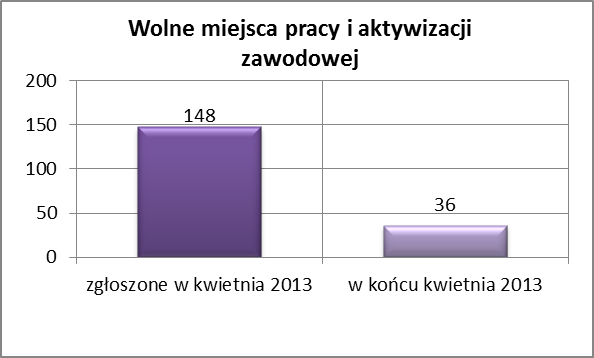 Wolne miejsca pracy i aktywizacji
zawodowej
200
150
100
50
0
148
36
zgłoszone w kwietnia 2013
w końcu kwietnia 2013